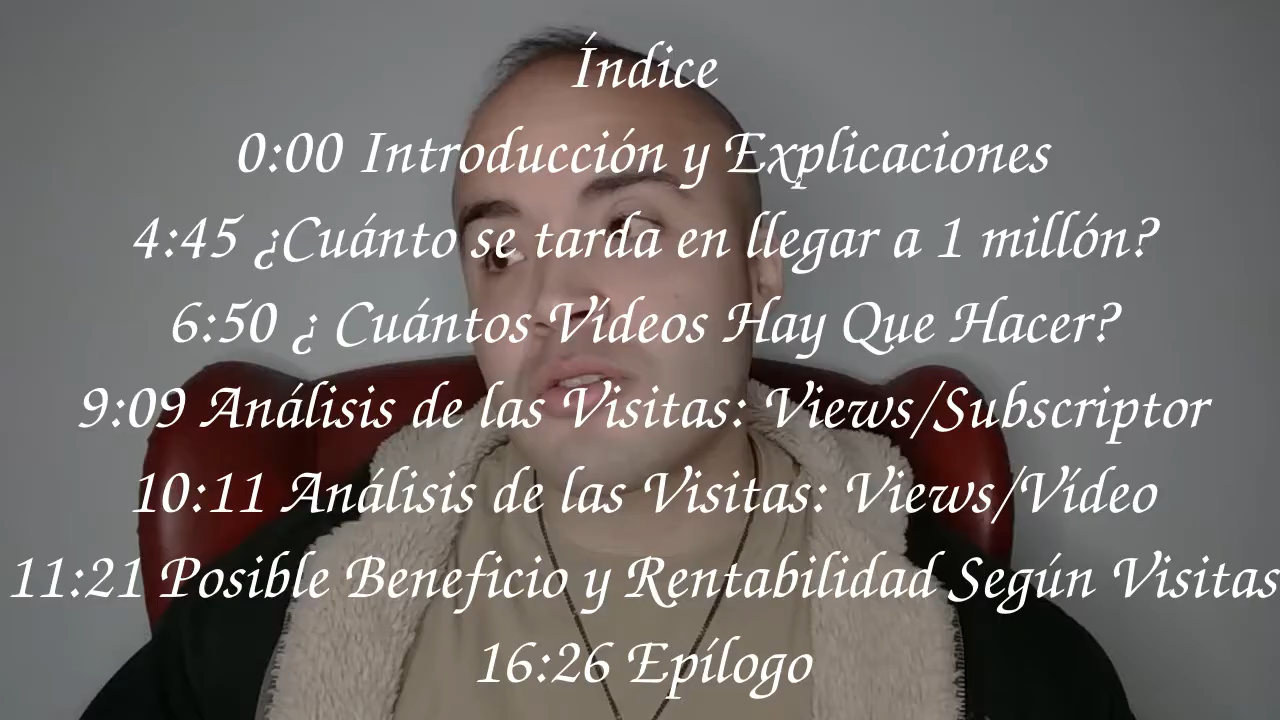 Índice
0:00 Introducción y Explicaciones
4:45 ¿Cuánto se tarda en llegar a 1 millón?
6:50 ¿ Cuántos Vídeos Hay Que Hacer?
9:09 Análisis de las Visitas: Views/Subscriptor
10:11 Análisis de las Visitas: Views/Vídeo
11:21 Posible Beneficio y Rentabilidad Según Visitas
16:26 Epílogo